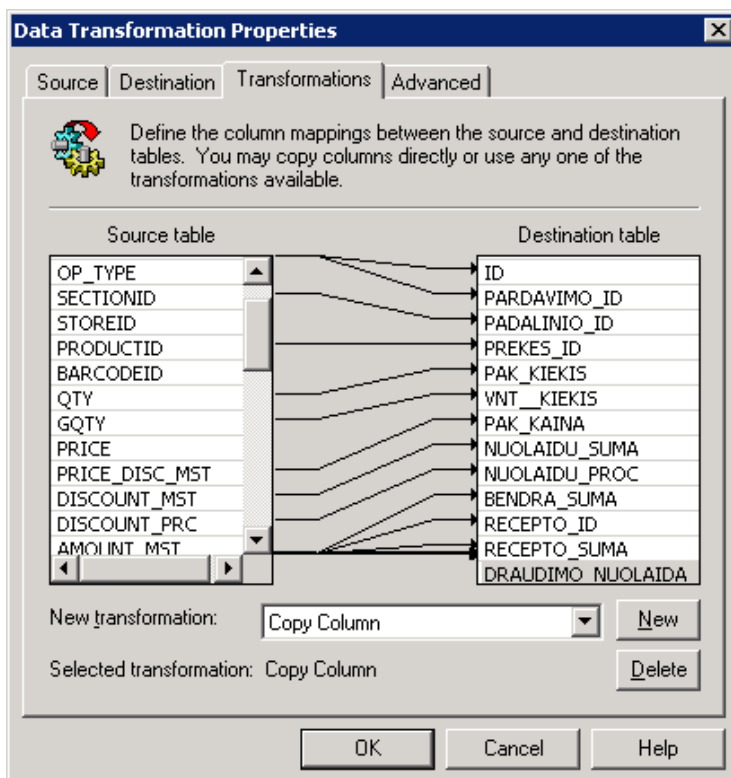 Data Transformation Properties
Source Destination Transformations Advanced
Define the column mappings between the source and destination
tables. You may copy columns directly or use any one of the
transformations available.
Source table Destination table
OP_TYPE
SECTIONID
STOREID
PRODUCTID
BARCODEID
QTY
GQTY
PRICE
PRICE_DISC_MST
DISCOUNT_MST
DISCOUNT_PRC
AMOUNT_MST
ID
PARDAVIMO_ID
PADALINIO_ID
PREKES_ID
PAK_KIEKIS
VNT__KIEKIS
PAK_KAINA
NUOLAIDU_SUMA
NUOLAIDU_PROC
BENDRA_SUMA
RECEPTO_ID
RECEPTO_SUMA
DRAUDIMO_NUOLAIDA
New transformation: Copy Column New
Selected transformation: Copy Column Delete
OK Cancel Help